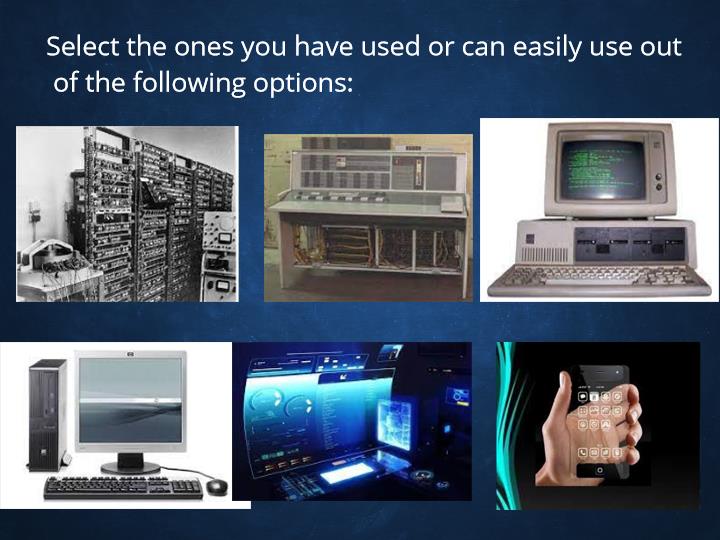 Select the ones you have used or can easily use out
of the following options: